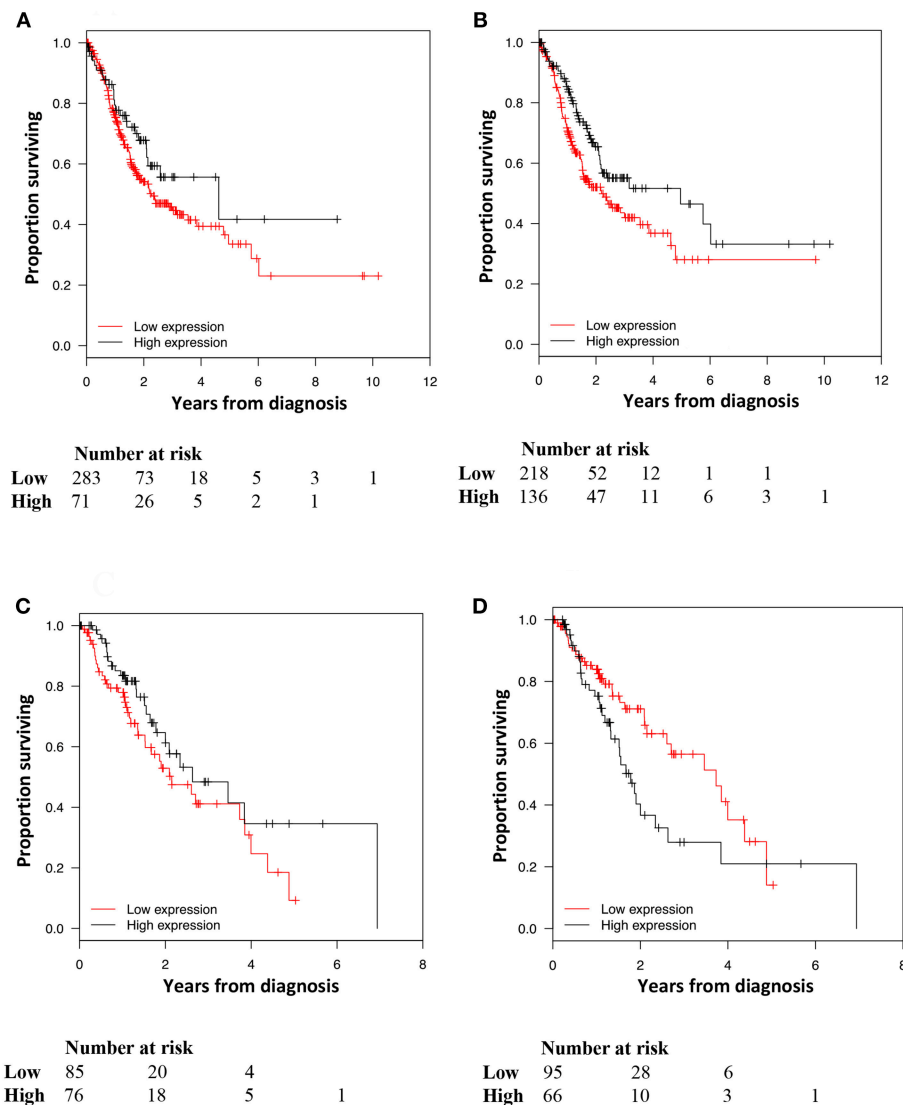 A
Proportion surviving
1.0
0.8
0.6
0.4
0.2
0.0
Low expression
High expression
0 2 4 6 8 10 12
Years from diagnosis
Number at risk
Low 283 73 18 5 3 1
High 71 26 5 2 1
B
Proportion surviving
1.0
0.8
0.6
0.4
0.2
0.0
Low expression
High expression
0 2 4 6 8 10 12
Years from diagnosis
Number at risk
Low 218 52 12 1 1
High 136 47 11 6 3 1
C
Proportion surviving
1.0
0.8
0.6
0.4
0.2
0.0
Low expression
High expression
0 2 4 6 8
Years from diagnosis
Number at risk
Low 85 20 4
High 76 18 5 1
D
Proportion surviving
1.0
0.8
0.6
0.4
0.2
0.0
Low expression
High expression
0 2 4 6 8
Years from diagnosis
Number at risk
Low 95 28 6
High 66 10 3 1